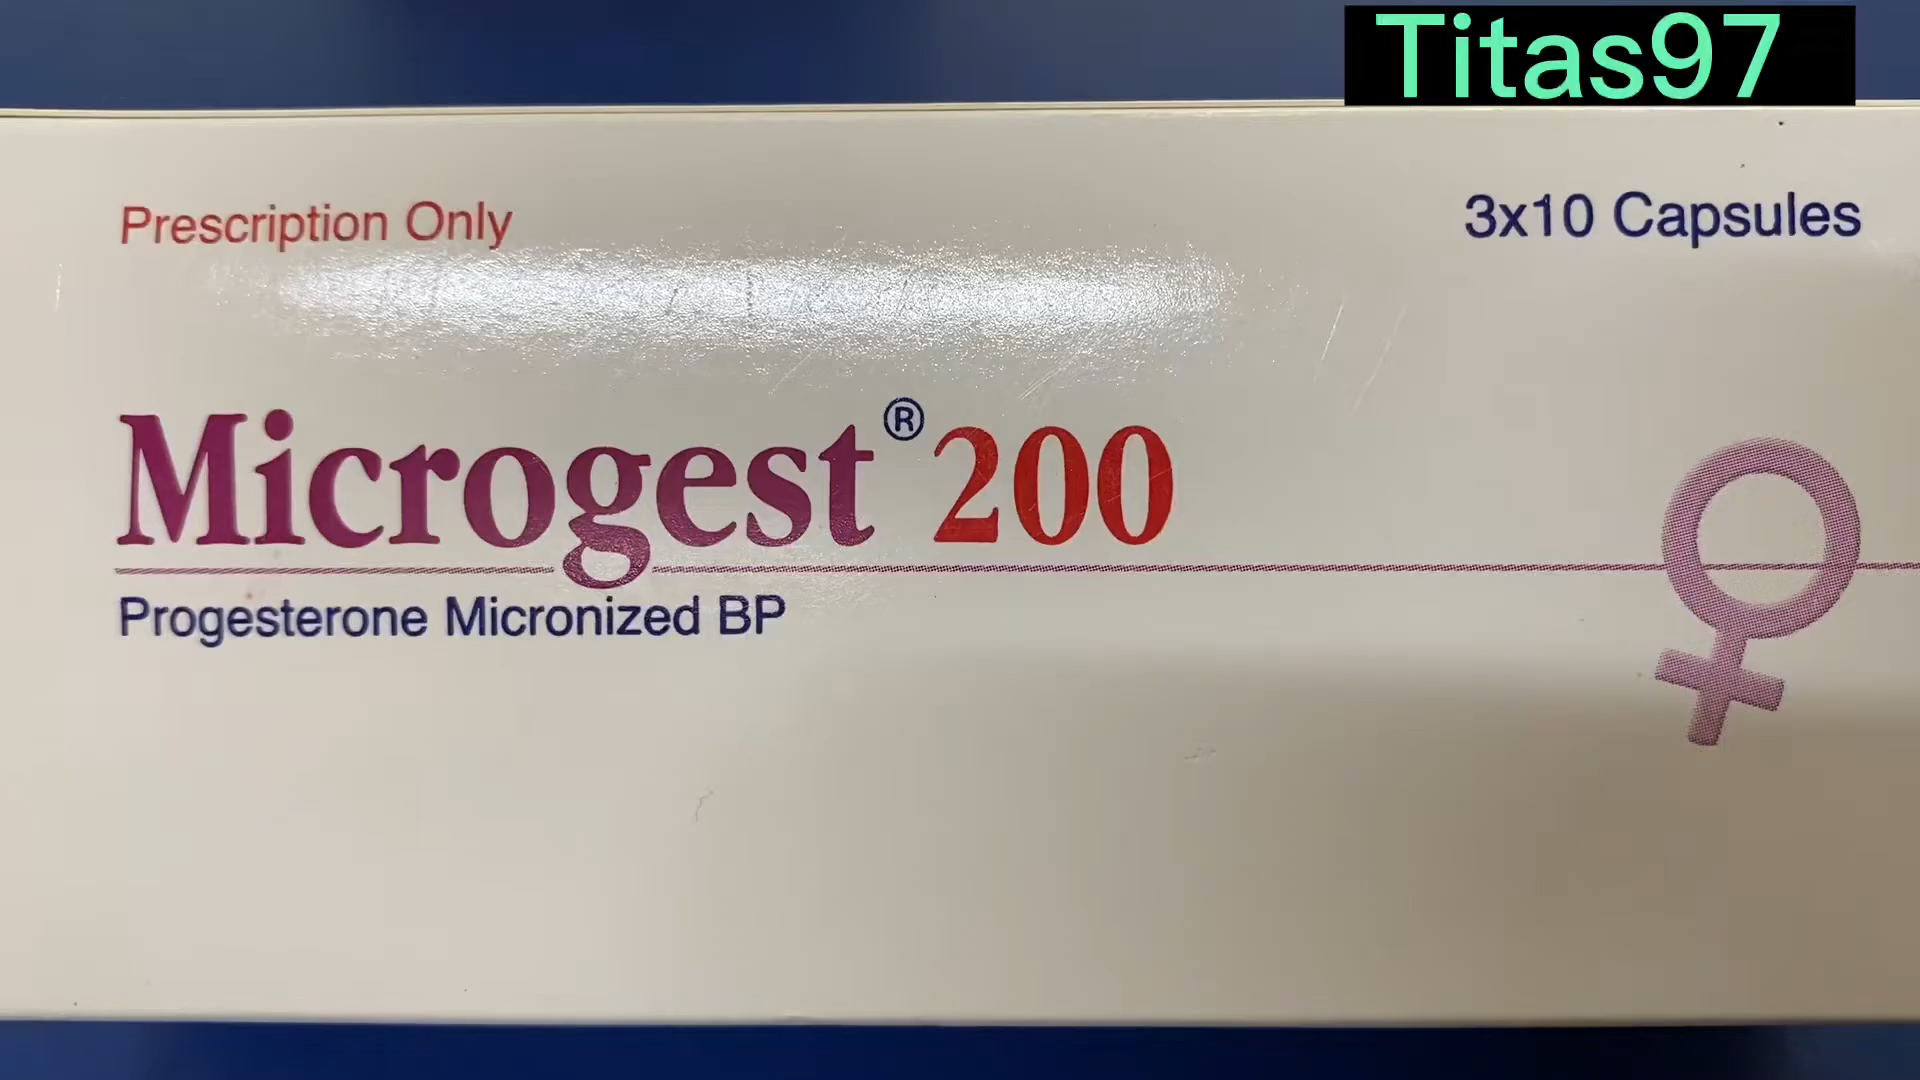 Titas97
Prescription Only
3x10 Capsules
Microgest® 200
Progesterone Micronized BP